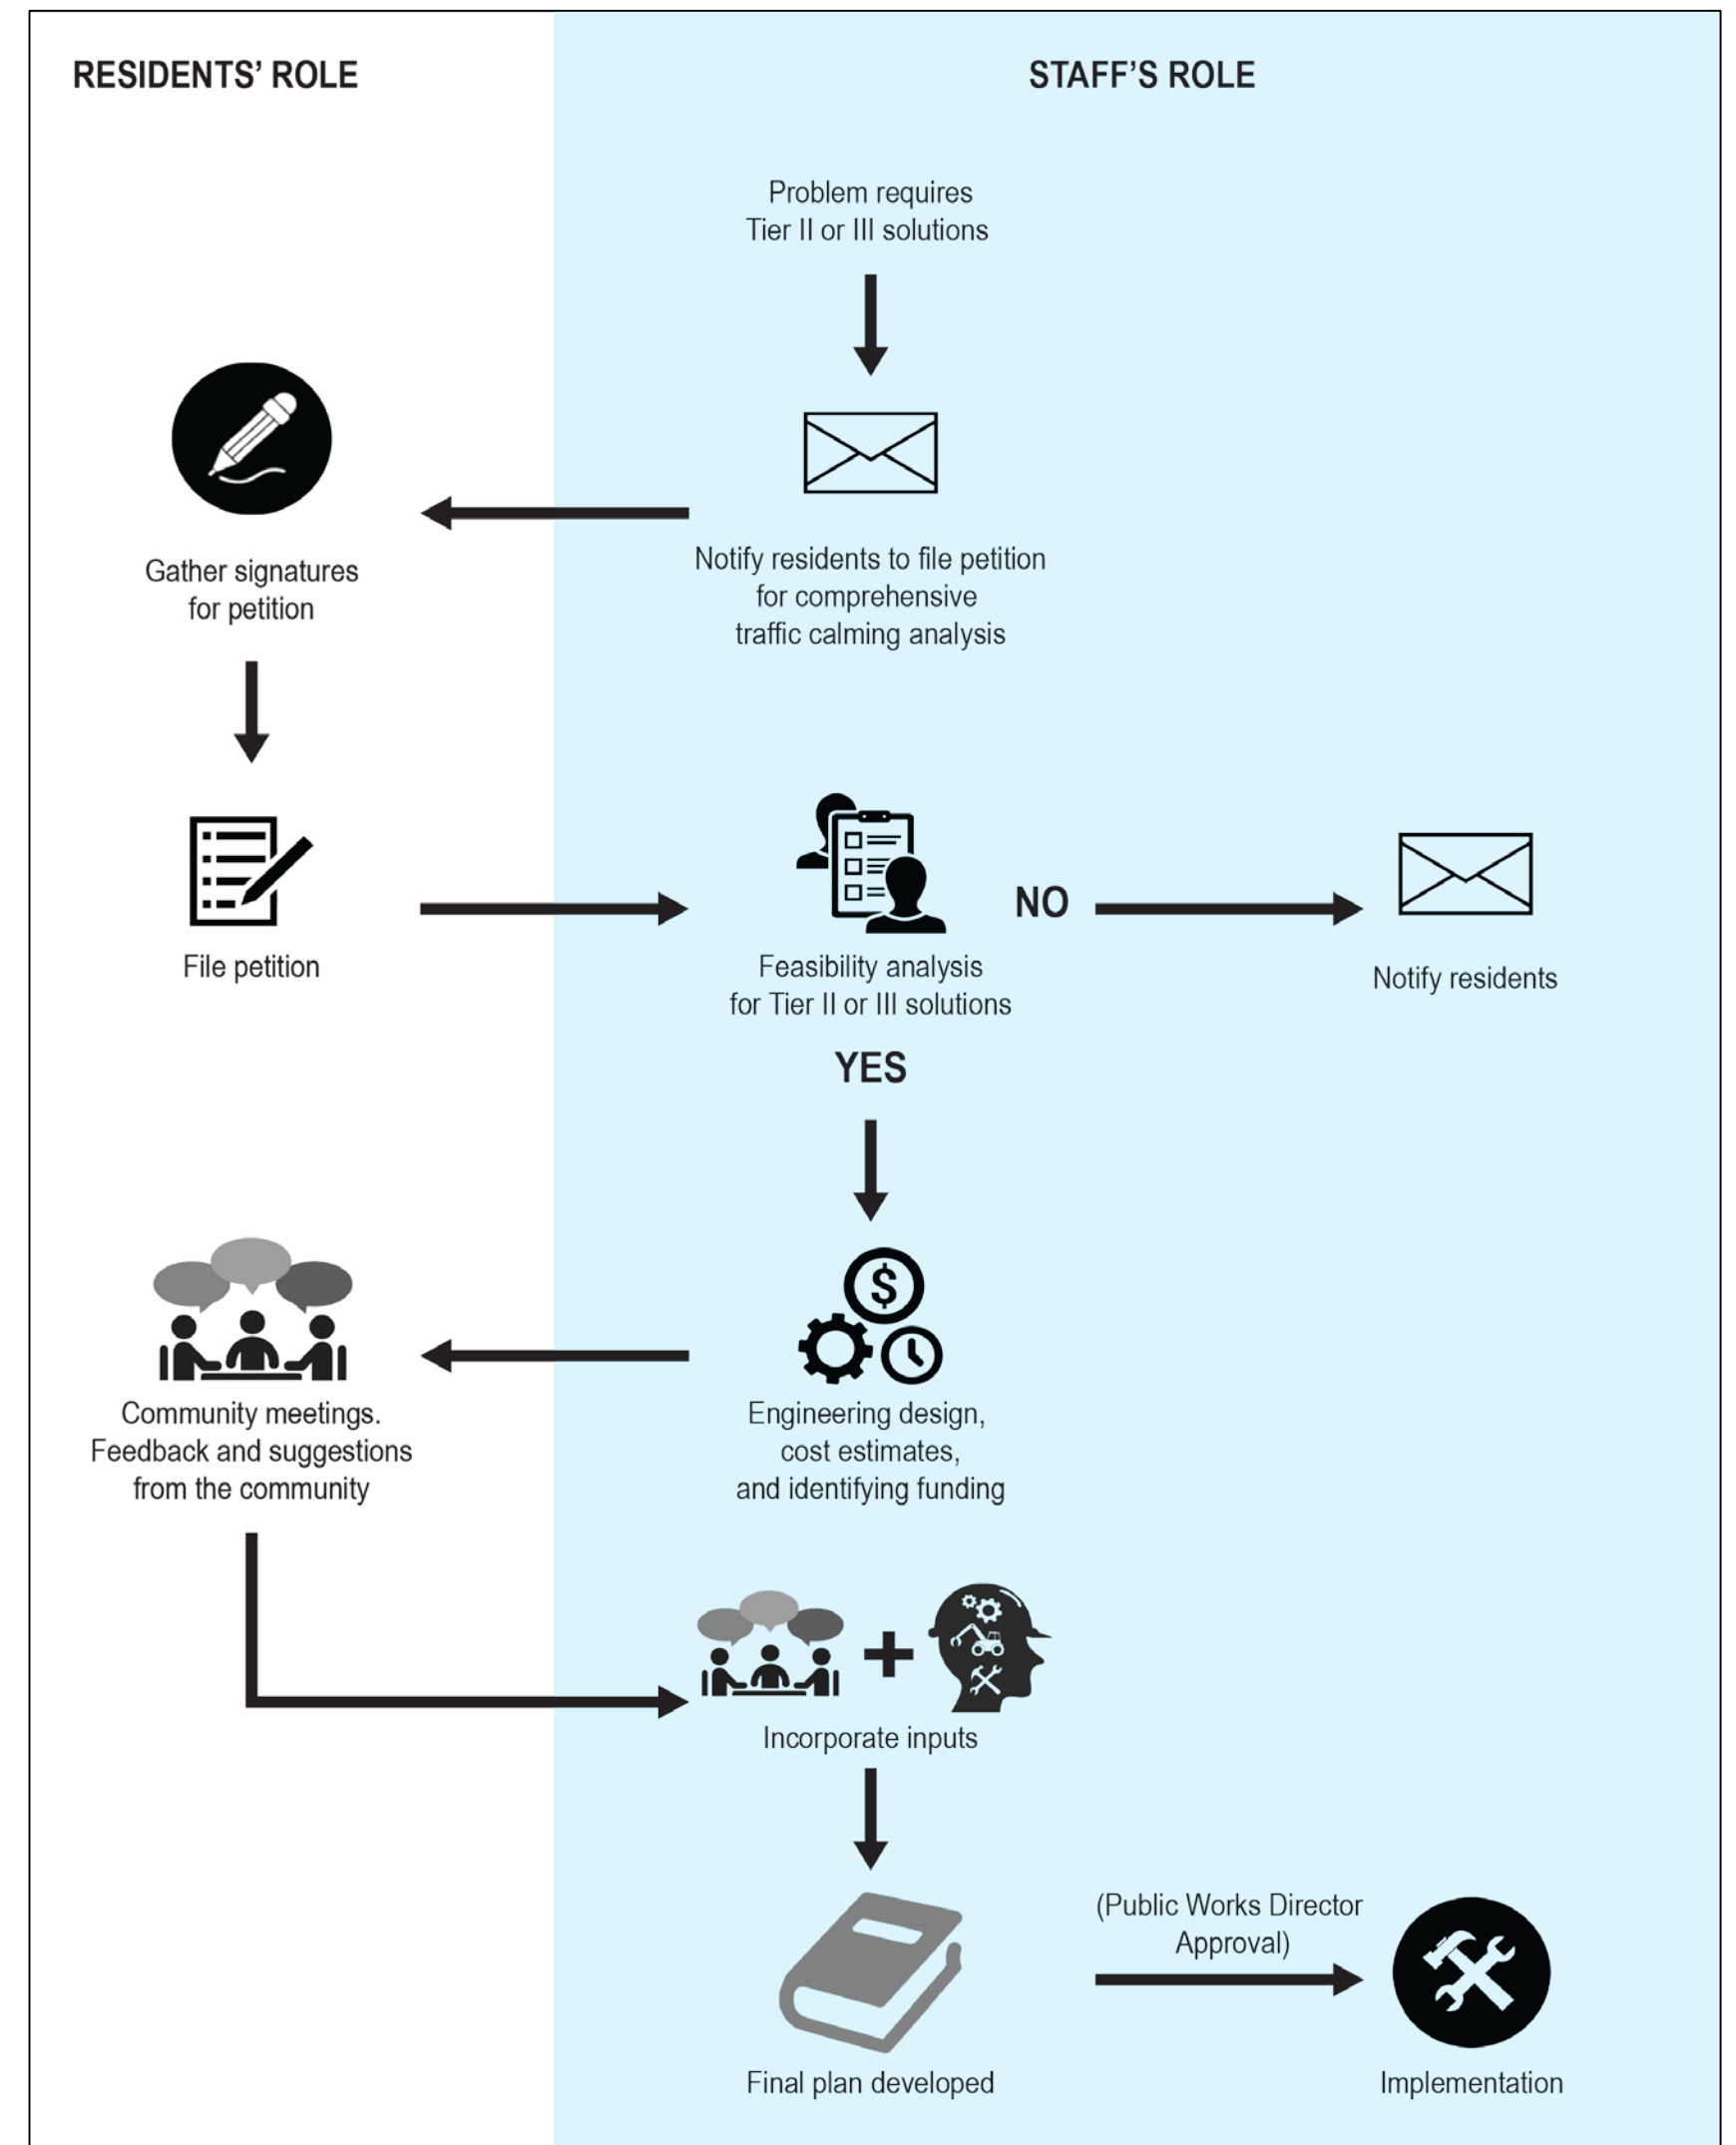 RESIDENTS’ ROLE
STAFF’S ROLE
Problem requires
Tier II or III solutions
Notify residents to file petition
for comprehensive
traffic calming analysis
Gather signatures
for petition
File petition
Feasibility analysis
for Tier II or III solutions
NO
Notify residents
YES
$
Engineering design,
cost estimates,
and identifying funding
Community meetings.
Feedback and suggestions
from the community
Incorporate inputs
Final plan developed
(Public Works Director
Approval)
Implementation